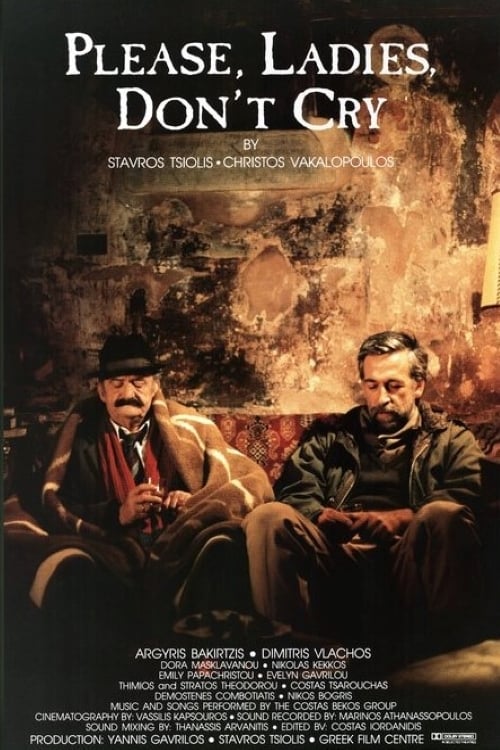 PLEASE, LADIES,
DON'T CRY
BY
STAVROS TSIOLIS • CHRISTOS VAKALOPOULOS
ARGYRIS BAKIRTZIS • DIMITRIS VLACHOS
DORA MASKLAVANOU • NIKOLAS KEKKOS
EMILY PAPACHRISTOU • EVELYN GAVRILOU
THIMIOS and STRATOS THEODOROU • COSTAS TSAROUCHAS
DEMOSTENES COMBOTIATIS • NIKOS BOGRIS
MUSIC AND SONGS PERFORMED BY THE COSTAS BEKOS GROUP
CINEMATOGRAPHY BY: VASSILIS KAPSOUROS • SOUND RECORDED BY: MARINOS ATHANASSOPOULOS
SOUND MIXING BY: THANASSIS ARVANITIS • EDITED BY: COSTAS IORDANIDIS
PRODUCTION: YANNIS GAVRILOS • STAVROS TSIOLIS • GREEK FILM CENTRE
DOLBY STEREO